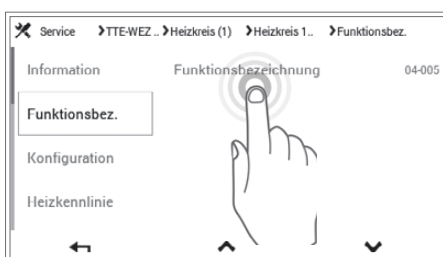 Service >TTE-WEZ .. >Heizkreis (1) >Heizkreis 1.. >Funktionsbez.
Information
Funktionsbezeichnung 04-005
Funktionsbez.
Konfiguration
Heizkennlinie